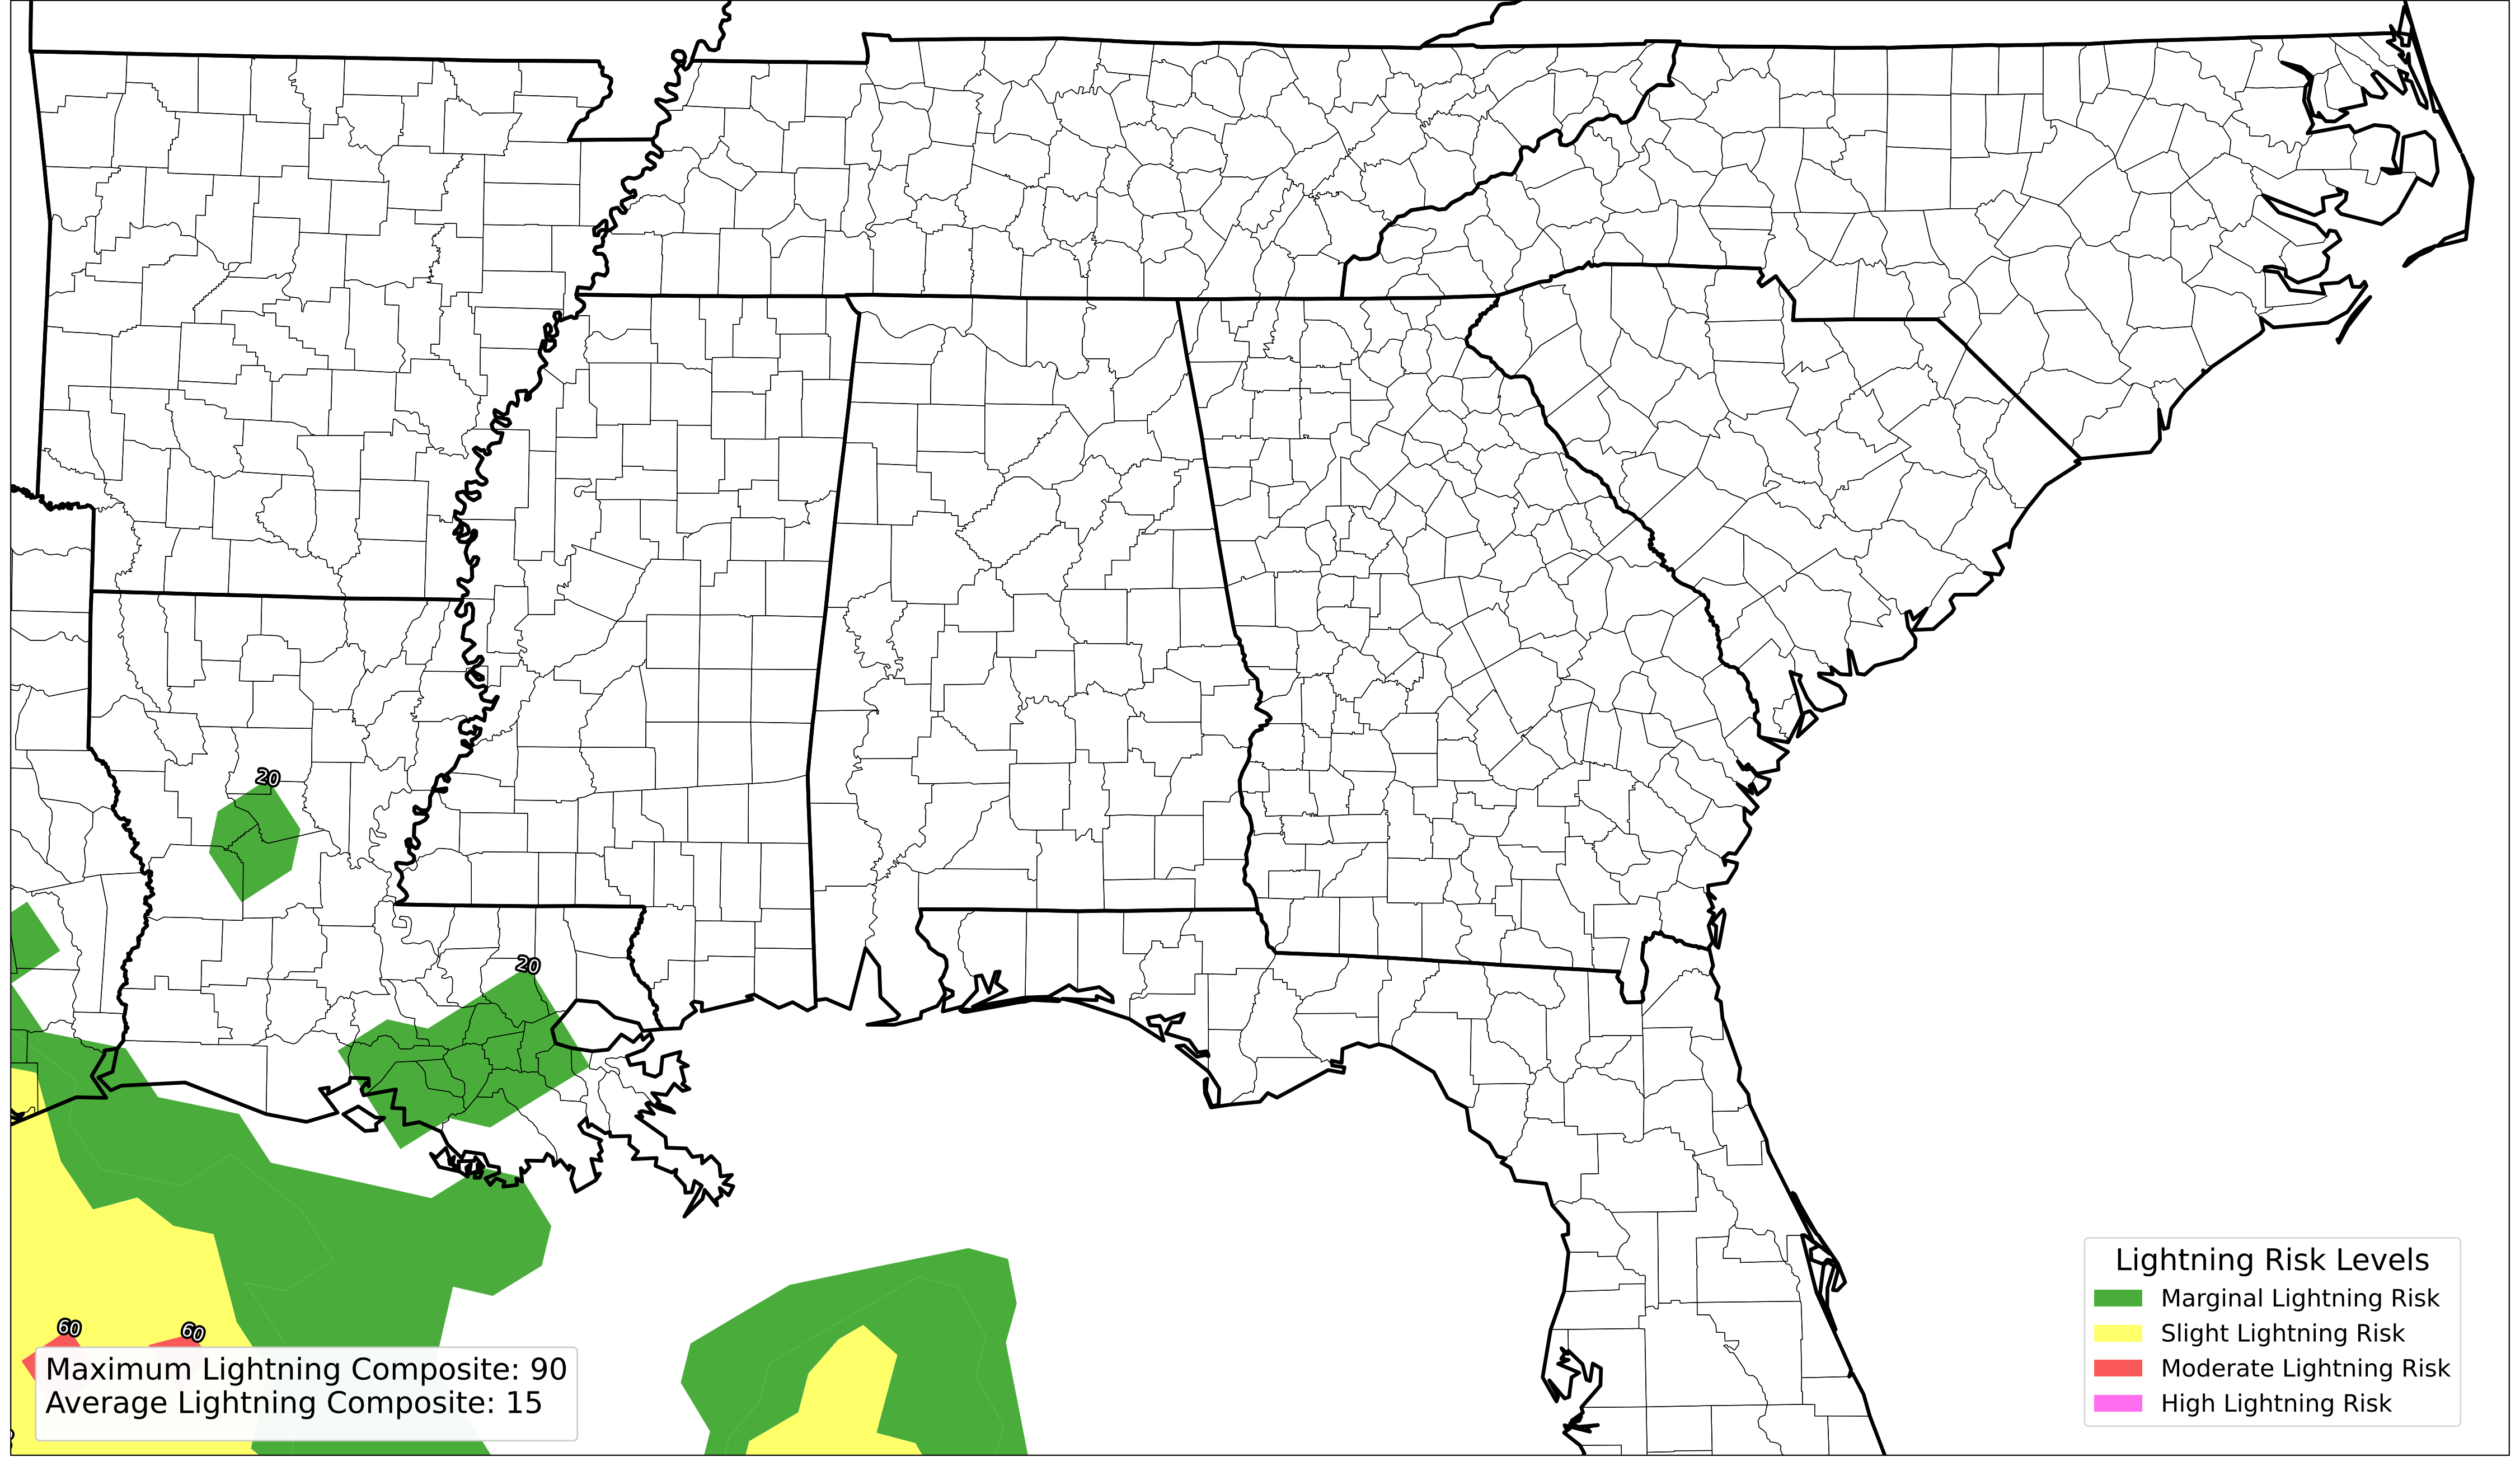 20
20
60
60
Maximum Lightning Composite: 90
Average Lightning Composite: 15
Lightning Risk Levels
Marginal Lightning Risk
Slight Lightning Risk
Moderate Lightning Risk
High Lightning Risk